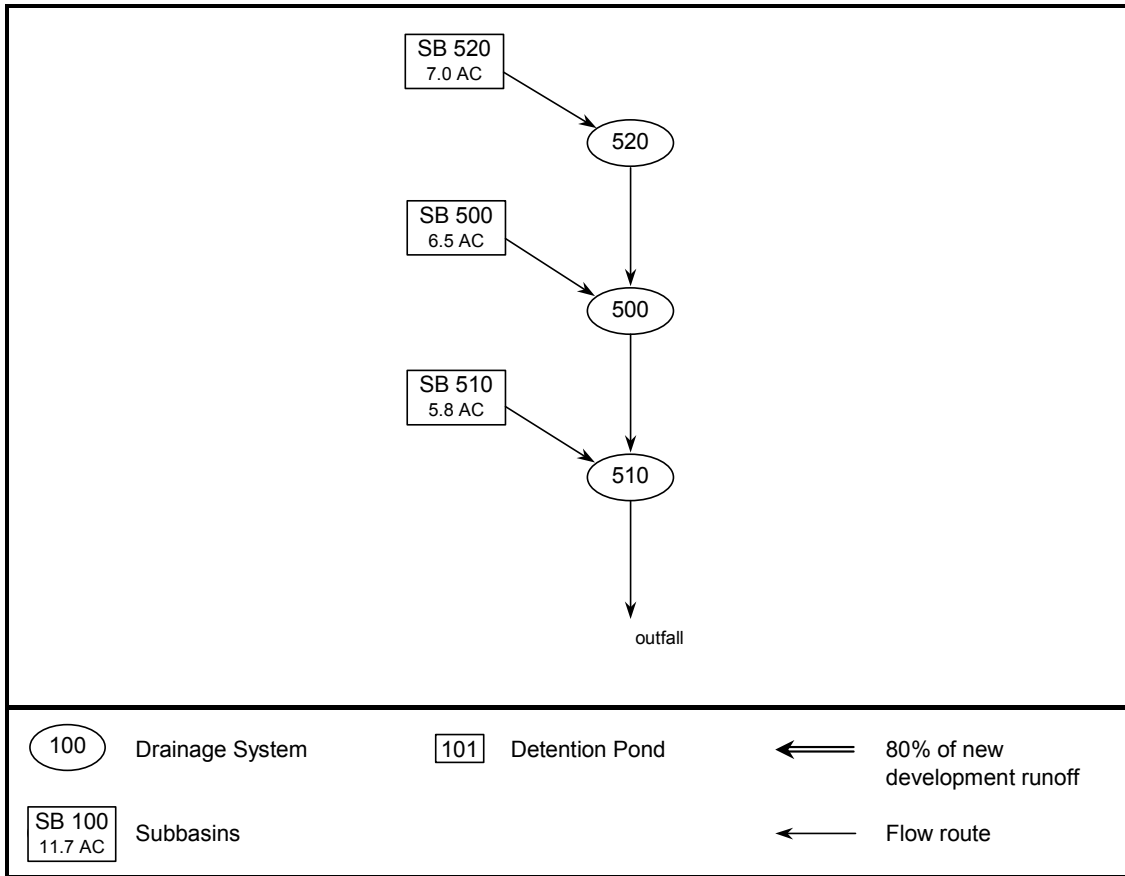 SB 520
7.0 AC
520
SB 500
6.5 AC
500
SB 510
5.8 AC
510
outfall
100
Drainage System
101
Detention Pond
80% of new
development runoff
SB 100
11.7 AC
Subbasins
Flow route